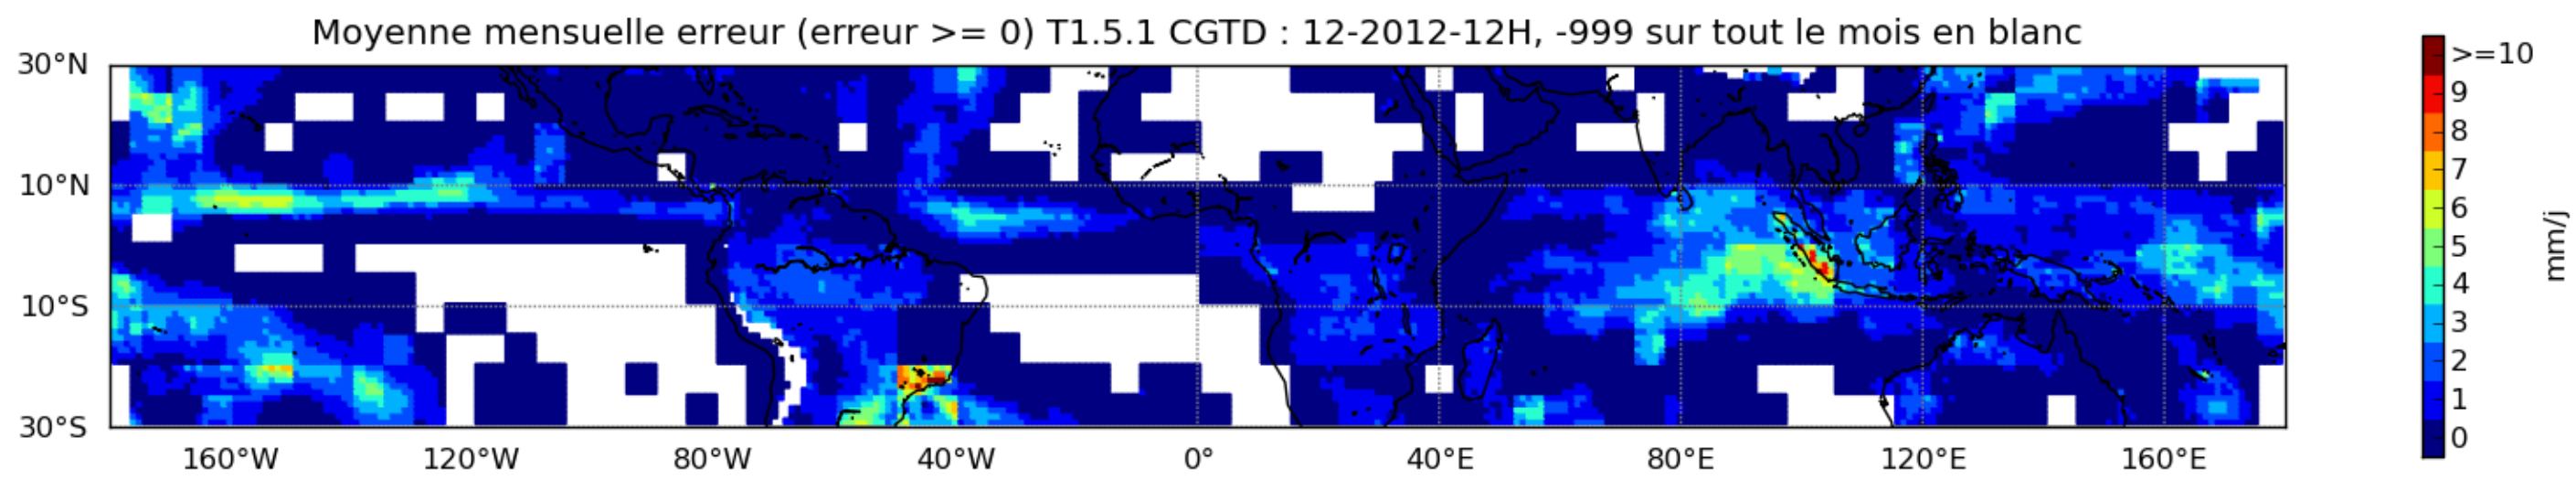 Moyenne mensuelle erreur (erreur >= 0) T1.5.1 CGTD : 12-2012-12H, -999 sur tout le mois en blanc
30°N
10°N
10°S
30°S
160°W 120°W 80°W 40°W 0° 40°E 80°E 120°E 160°E
>=10
9
8
7
6
5
4
3
2
1
0
mm/j